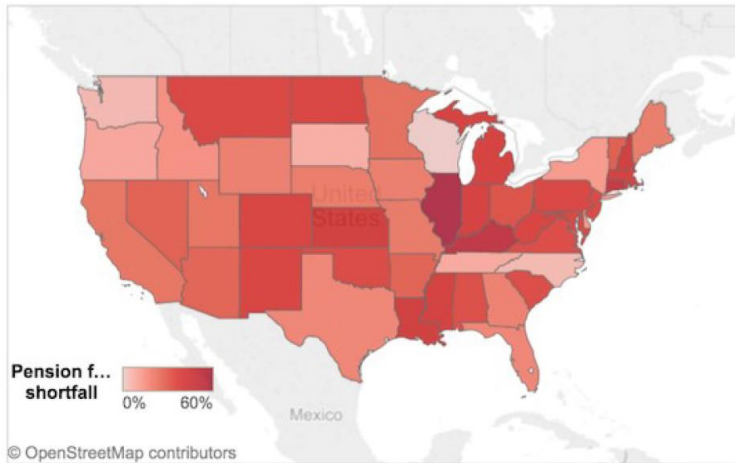 United
States
Pension f...
shortfall
0% 60%
Mexico
© OpenStreetMap contributors